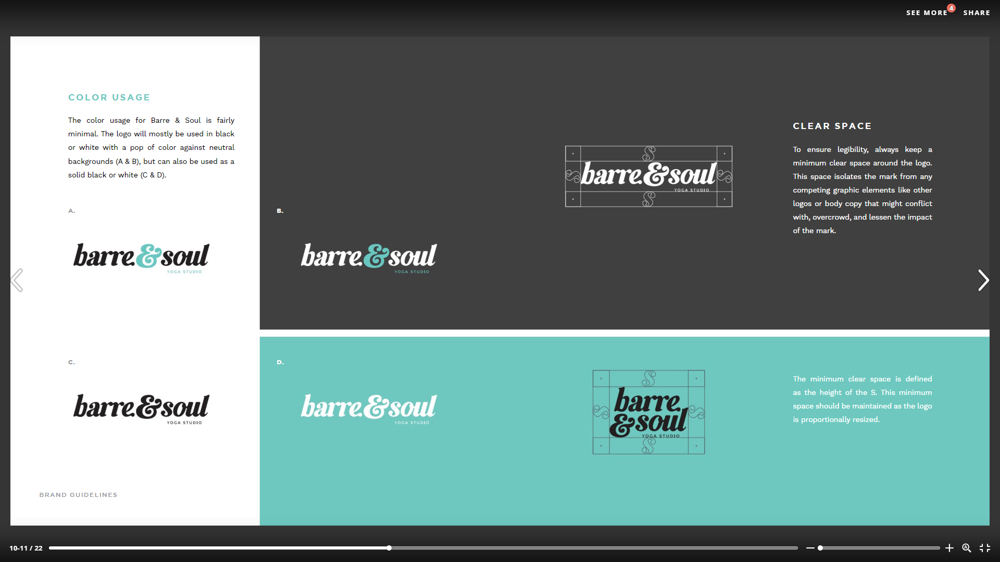 SEE MORE 4 SHARE
COLOR USAGE
The color usage for Barre & Soul is fairly
minimal. The logo will mostly be used in black
or white with a pop of color against neutral
backgrounds (A & B), but can also be used as a
solid black or white (C & D).
A.
barre.&soul
YOGA STUDIO
B.
barre.&soul
YOGA STUDIO
S
S
barre.&soul
S
YOGA STUDIO
S
CLEAR SPACE
To ensure legibility, always keep a
minimum clear space around the logo.
This space isolates the mark from any
competing graphic elements like other
logos or body copy that might conflict
with, overcrowd, and lessen the impact
of the mark.
C.
barre.&soul
YOGA STUDIO
D.
barre.&soul
YOGA STUDIO
S
barre.
S
S
&soul
YOGA STUDIO
S
The minimum clear space is defined
as the height of the S. This minimum
space should be maintained as the logo
is proportionally resized.
BRAND GUIDELINES
10-11 / 22